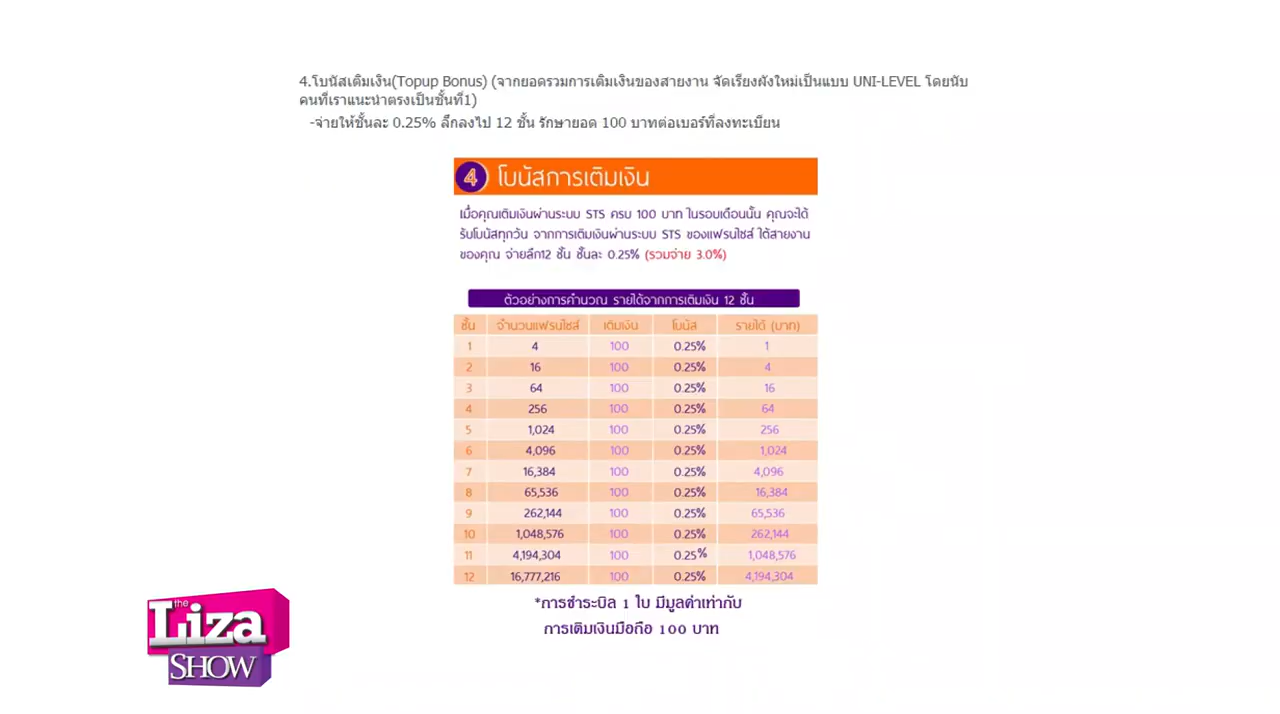 4.โบนัสเติมเงิน(Topup Bonus) (จากยอดรวมการเติมเงินของสายงาน จัดเรียงผังใหม่เป็นแบบ UNI-LEVEL โดยนับ
คนที่เราแนะนำตรงเป็นชั้นที่1)
-จ่ายให้ชั้นละ 0.25% ลึกลงไป 12 ชั้น รักษายอด 100 บาทต่อเบอร์ที่ลงทะเบียน
4 โบนัสการเติมเงิน
เมื่อคุณเติมเงินผ่านระบบ STS ครบ 100 บาท ในรอบเดือนนั้น คุณจะได้
รับโบนัสทุกวัน จากการเติมเงินผ่านระบบ STS ของแฟรนไชส์ ใต้สายงาน
ของคุณ จ่ายลึก12 ชั้น ชั้นละ 0.25% (รวมจ่าย 3.0%)
ตัวอย่างการคำนวณ รายได้จากการเติมเงิน 12 ชั้น
ชั้น จำนวนแฟรนไชส์ เติมเงิน โบนัส รายได้ (บาท)
1 4 100 0.25% 1
2 16 100 0.25% 4
3 64 100 0.25% 16
4 256 100 0.25% 64
5 1,024 100 0.25% 256
6 4,096 100 0.25% 1,024
7 16,384 100 0.25% 4,096
8 65,536 100 0.25% 16,384
9 262,144 100 0.25% 65,536
10 1,048,576 100 0.25% 262,144
11 4,194,304 100 0.25% 1,048,576
12 16,777,216 100 0.25% 4,194,304
*การชำระบิล 1 ใบ มีมูลค่าเท่ากับ
การเติมเงินมือถือ 100 บาท
the
Liza
SHOW